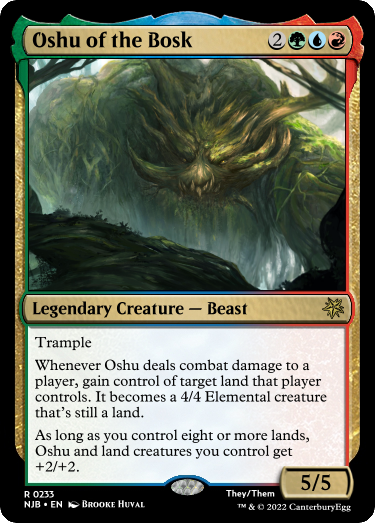 Oshu of the Bosk 2
Legendary Creature — Beast
Trample
Whenever Oshu deals combat damage to a
player, gain control of target land that player
controls. It becomes a 4/4 Elemental creature
that's still a land.
As long as you control eight or more lands,
Oshu and land creatures you control get
+2/+2.
5/5
R 0233
NJB • EN Brooke Huval
They/Them
™ & © 2022 CanterburyEgg